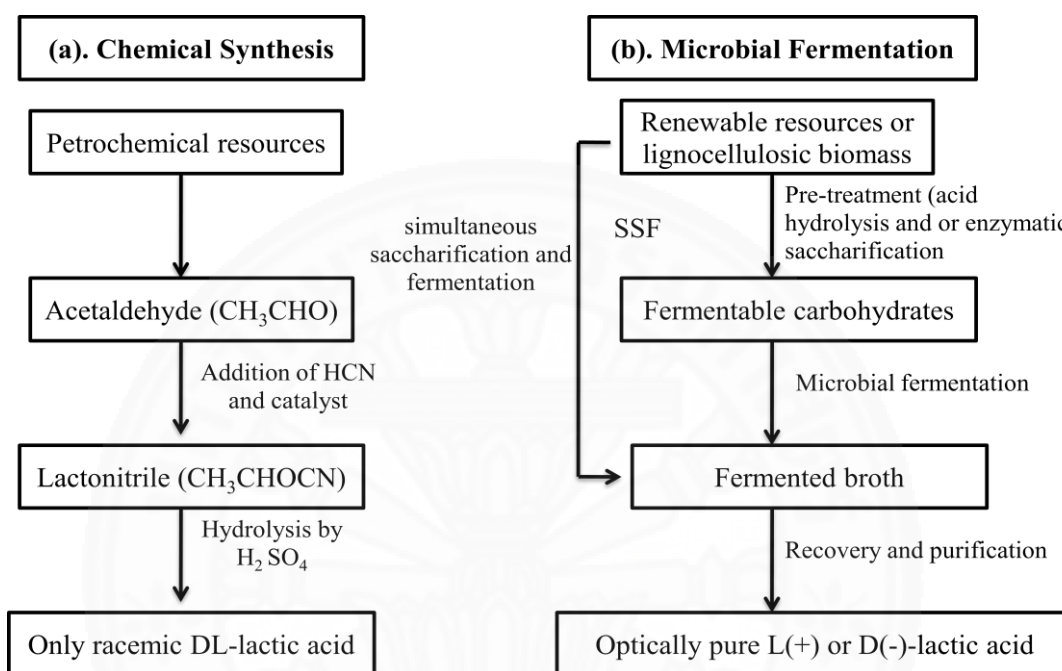 (a). Chemical Synthesis
Petrochemical resources
Acetaldehyde (CH₃CHO)
Addition of HCN
and catalyst
Lactonitrile (CH₃CHOCN)
Hydrolysis by
H₂ SO₄
Only racemic DL-lactic acid
(b). Microbial Fermentation
Renewable resources or
lignocellulosic biomass
Pre-treatment (acid
hydrolysis and or enzymatic
saccharification
simultaneous
saccharification and
fermentation
SSF
Fermentable carbohydrates
Microbial fermentation
Fermented broth
Recovery and purification
Optically pure L(+) or D(-)-lactic acid